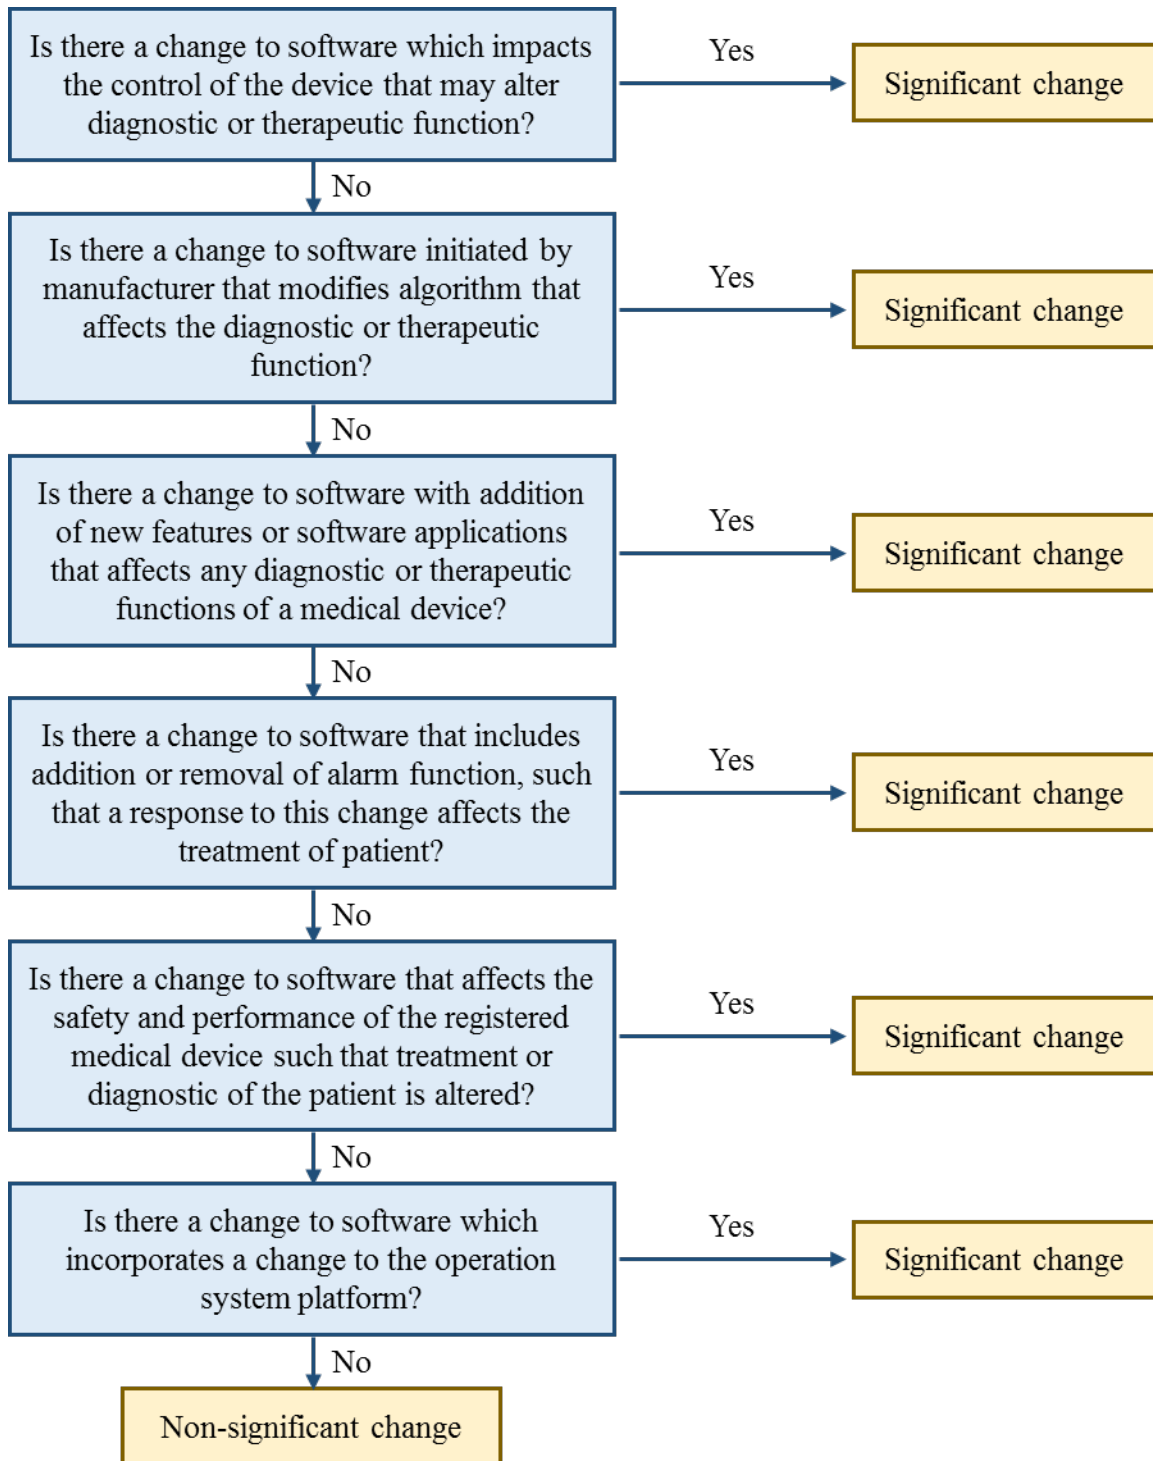 Is there a change to software which impacts
the control of the device that may alter
diagnostic or therapeutic function?
Yes
Significant change
No
Is there a change to software initiated by
manufacturer that modifies algorithm that
affects the diagnostic or therapeutic
function?
Yes
Significant change
No
Is there a change to software with addition
of new features or software applications
that affects any diagnostic or therapeutic
functions of a medical device?
Yes
Significant change
No
Is there a change to software that includes
addition or removal of alarm function, such
that a response to this change affects the
treatment of patient?
Yes
Significant change
No
Is there a change to software that affects the
safety and performance of the registered
medical device such that treatment or
diagnostic of the patient is altered?
Yes
Significant change
No
Is there a change to software which
incorporates a change to the operation
system platform?
Yes
Significant change
No
Non-significant change